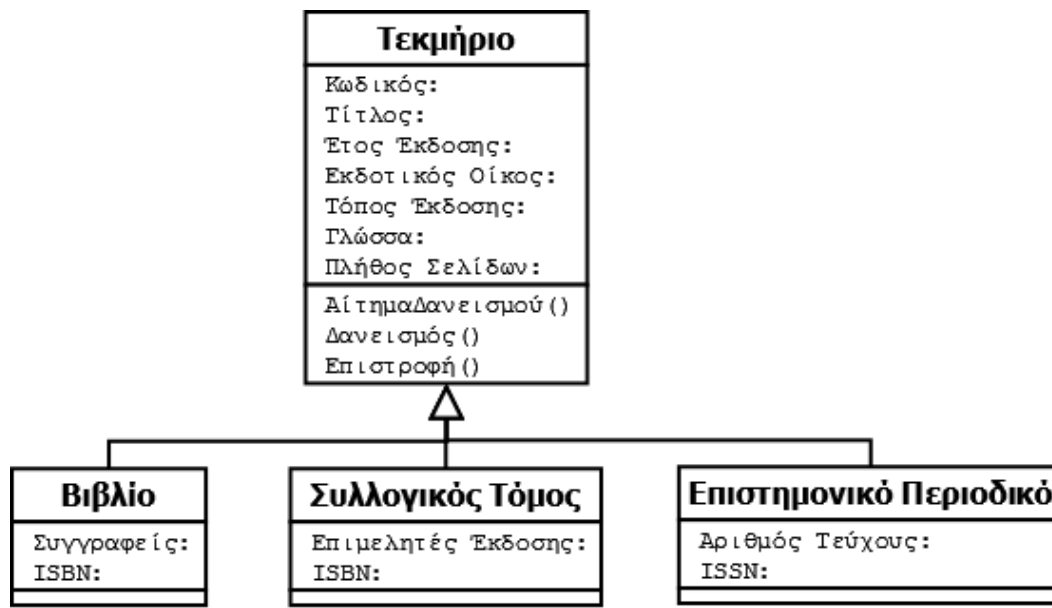 Τεκμήριο
Κωδικός:
Τίτλος:
Έτος Έκδοσης:
Εκδοτικός Οίκος:
Τόπος Έκδοσης:
Γλώσσα:
Πλήθος Σελίδων:
ΑίτημαΔανεισμού()
Δανεισμός()
Επιστροφή()
Βιβλίο
Συγγραφείς:
ISBN:
Συλλογικός Τόμος
Επιμελητές Έκδοσης:
ISBN:
Επιστημονικό Περιοδικό
Αριθμός Τεύχους:
ISSN: